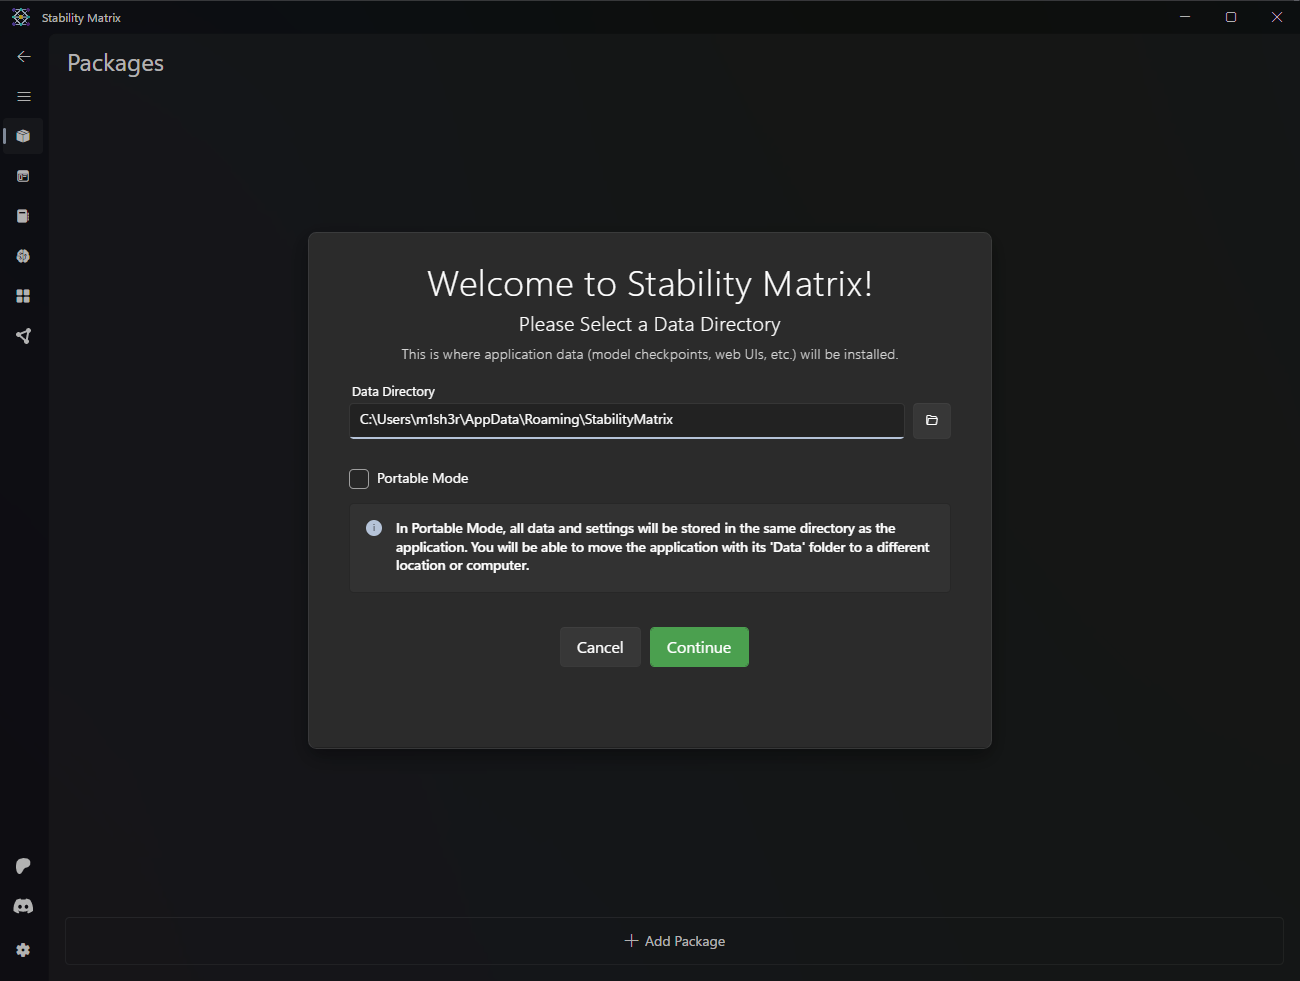 Stability Matrix
Packages
Welcome to Stability Matrix!
Please Select a Data Directory
This is where application data (model checkpoints, web UIs, etc.) will be installed.
Data Directory
C:\Users\m1sh3r\AppData\Roaming\StabilityMatrix
Portable Mode
In Portable Mode, all data and settings will be stored in the same directory as the
application. You will be able to move the application with its 'Data' folder to a different
location or computer.
Cancel
Continue
Add Package